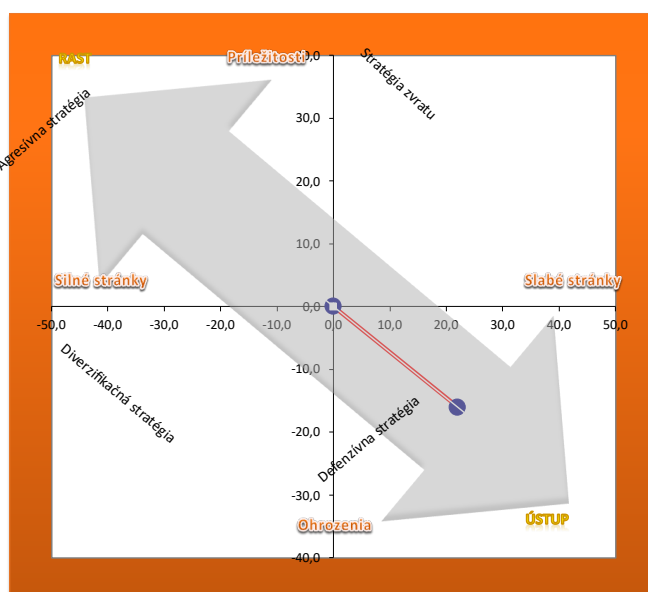 RAST
Príležitosti
40,0
Stratégia zvratu
Agresívna stratégia
30,0
20,0
10,0
Silné stránky
Slabé stránky
0,0
-50,0 -40,0 -30,0 -20,0 -10,0 0,0 10,0 20,0 30,0 40,0 50,0
Diverzifikačná stratégia
-10,0
Defenzívna stratégia
-20,0
-30,0
Ohrozenia
ÚSTUP
-40,0